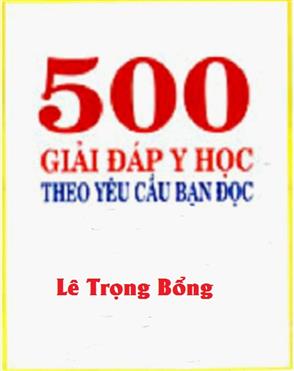 500
GIẢI ĐÁP Y HỌC
THEO YÊU CẦU BẠN ĐỌC
Lê Trọng Bổng